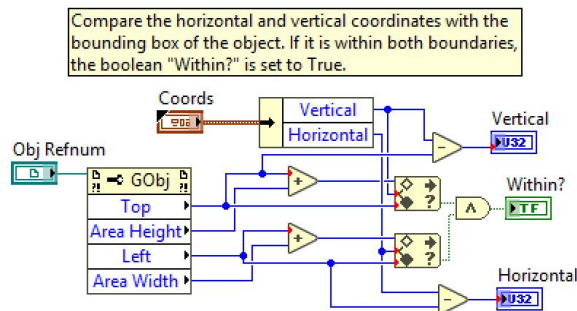 Compare the horizontal and vertical coordinates with the
bounding box of the object. If it is within both boundaries,
the boolean "Within?" is set to True.
Coords
Vertical
Horizontal
Vertical
U32
Obj Refnum
GObj
Top
Area Height
Left
Area Width
+
+
?
?
∧
Within?
TF
-
Horizontal
U32
-